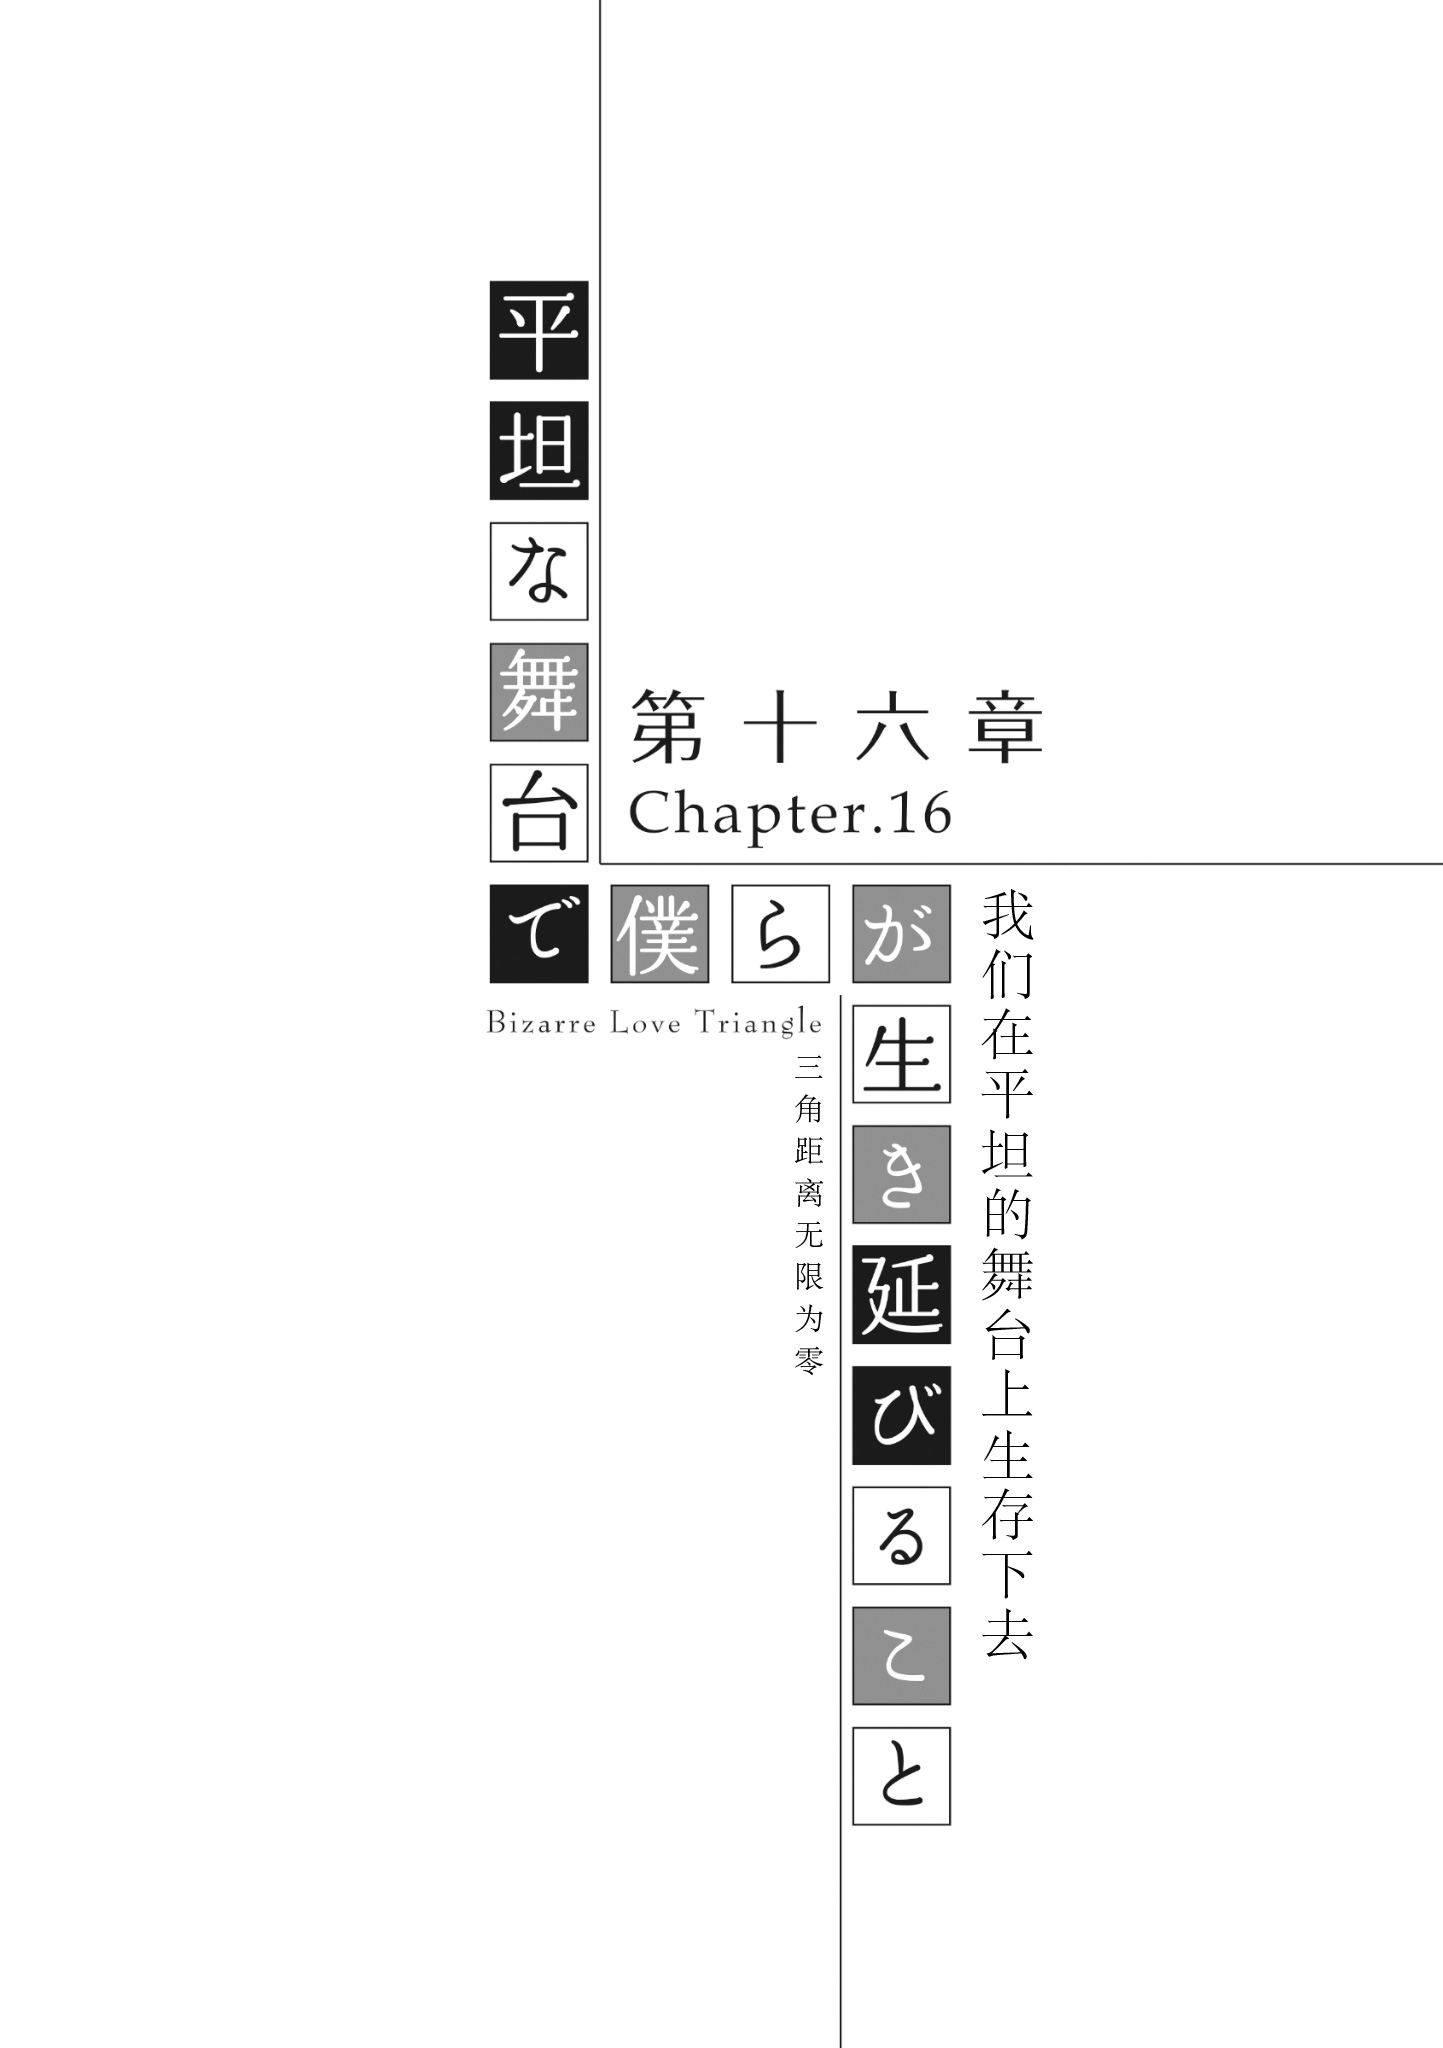 第十六章
Chapter.16
平坦な舞台で僕らが生き延びること
我们在平坦的舞台上生存下去
Bizarre Love Triangle
三角距离无限为零